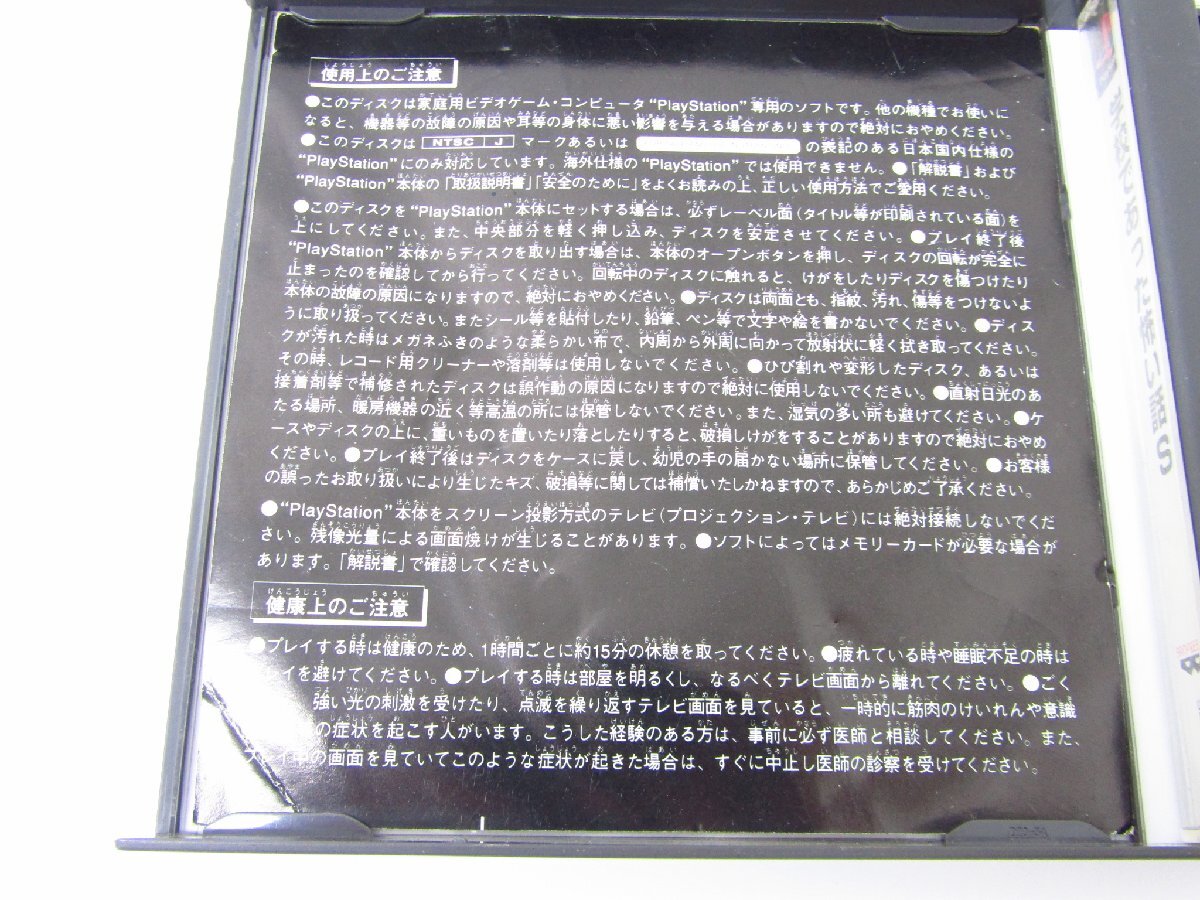 使用上のご注意
●このディスクは家庭用ビデオゲーム・コンピュータ“PlayStation”専用のソフトです。他の機種でお使いに
なると、機器等の故障の原因や耳等の身体に悪い影響を与える場合がありますので絶対におやめください。
●このディスクは NTSC J マークあるいは の表記のある日本国内仕様の
“PlayStation”にのみ対応しています。海外仕様の“PlayStation”では使用できません。●「解説書」および
“PlayStation”本体の「取扱説明書」「安全のために」をよくお読みの上、正しい使用方法でご愛用ください。
●このディスクを“PlayStation”本体にセットする場合は、必ずレーベル面(タイトル等が印刷されている面)を
上にしてください。また、中央部分を軽く押し込み、ディスクを安定させてください。●プレイ終了後
“PlayStation”本体からディスクを取り出す場合は、本体のオープンボタンを押し、ディスクの回転が完全に
止まったのを確認してから行ってください。回転中のディスクに触れると、けがをしたりディスクを傷つけたり
本体の故障の原因になりますので、絶対におやめください。●ディスクは両面とも、指紋、汚れ、傷等をつけないよ
うに取り扱ってください。またシール等を貼付したり、鉛筆、ペン等で文字や絵を書かないでください。●ディス
クが汚れた時はメガネふきのような柔らかい布で、内周から外周に向かって放射状に軽く拭き取ってください。
その時、レコード用クリーナーや溶剤等は使用しないでください。●ひび割れや変形したディスク、あるいは
接着剤等で補修されたディスクは誤作動の原因になりますので絶対に使用しないでください。●直射日光のあ
たる場所、暖房機器の近く等高温の所には保管しないでください。また、湿気の多い所も避けてください。●ケ
ースやディスクの上に、重いものを置いたり落としたりすると、破損しけがをすることがありますので絶対におやめ
ください。●プレイ終了後はディスクをケースに戻し、幼児の手の届かない場所に保管してください。●お客様
の誤ったお取り扱いにより生じたキズ、破損等に関しては補償いたしかねますので、あらかじめご了承ください。
●“PlayStation”本体をスクリーン投影方式のテレビ(プロジェクション・テレビ)には絶対接続しないでくだ
さい。残像光量による画面焼けが生じることがあります。●ソフトによってはメモリーカードが必要な場合が
あります。「解説書」で確認してください。
健康上のご注意
●プレイする時は健康のため、1時間ごとに約15分の休憩を取ってください。●疲れている時や睡眠不足の時は
イを避けてください。●プレイする時は部屋を明るくし、なるべくテレビ画面から離れてください。●ごく
強い光の刺激を受けたり、点滅を繰り返すテレビ画面を見ていると、一時的に筋肉のけいれんや意識
の症状を起こす人がいます。こうした経験のある方は、事前に必ず医師と相談してください。また、
プレイ中の画面を見ていてこのような症状が起きた場合は、すぐに中止し医師の診察を受けてください。